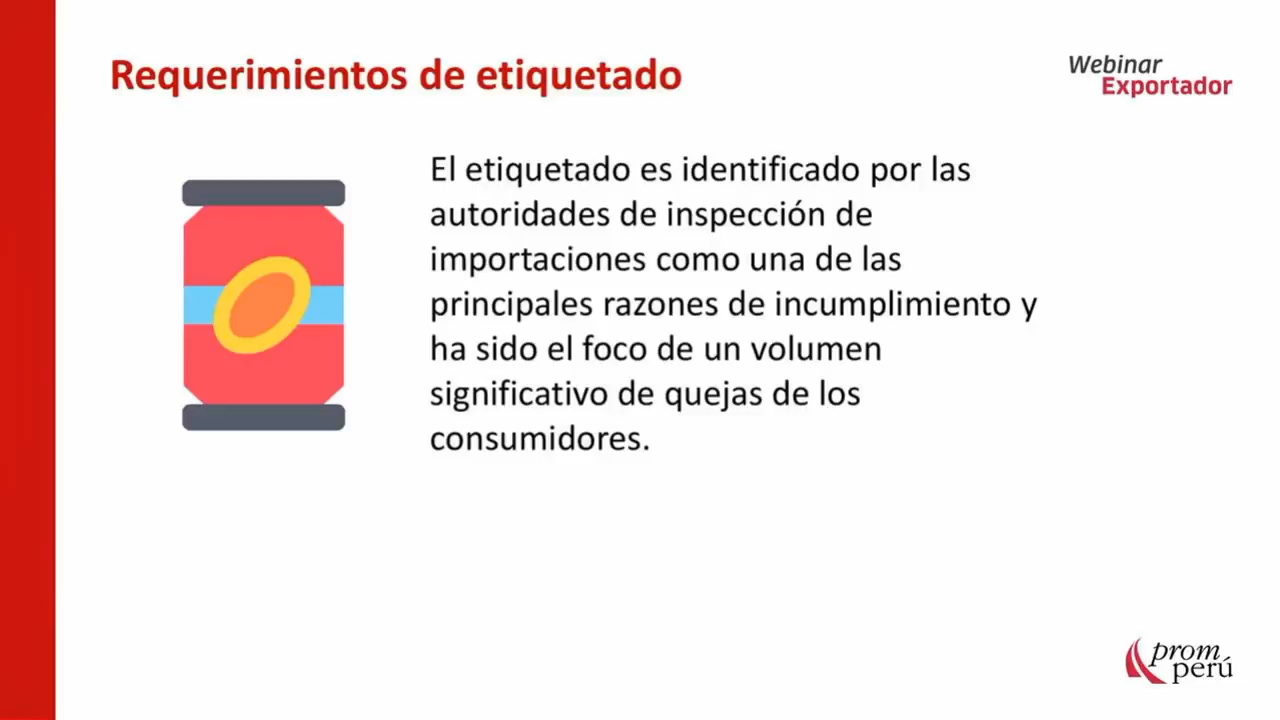 Requerimientos de etiquetado
Webinar
Exportador
El etiquetado es identificado por las
autoridades de inspección de
importaciones como una de las
principales razones de incumplimiento y
ha sido el foco de un volumen
significativo de quejas de los
consumidores.
prom
perú